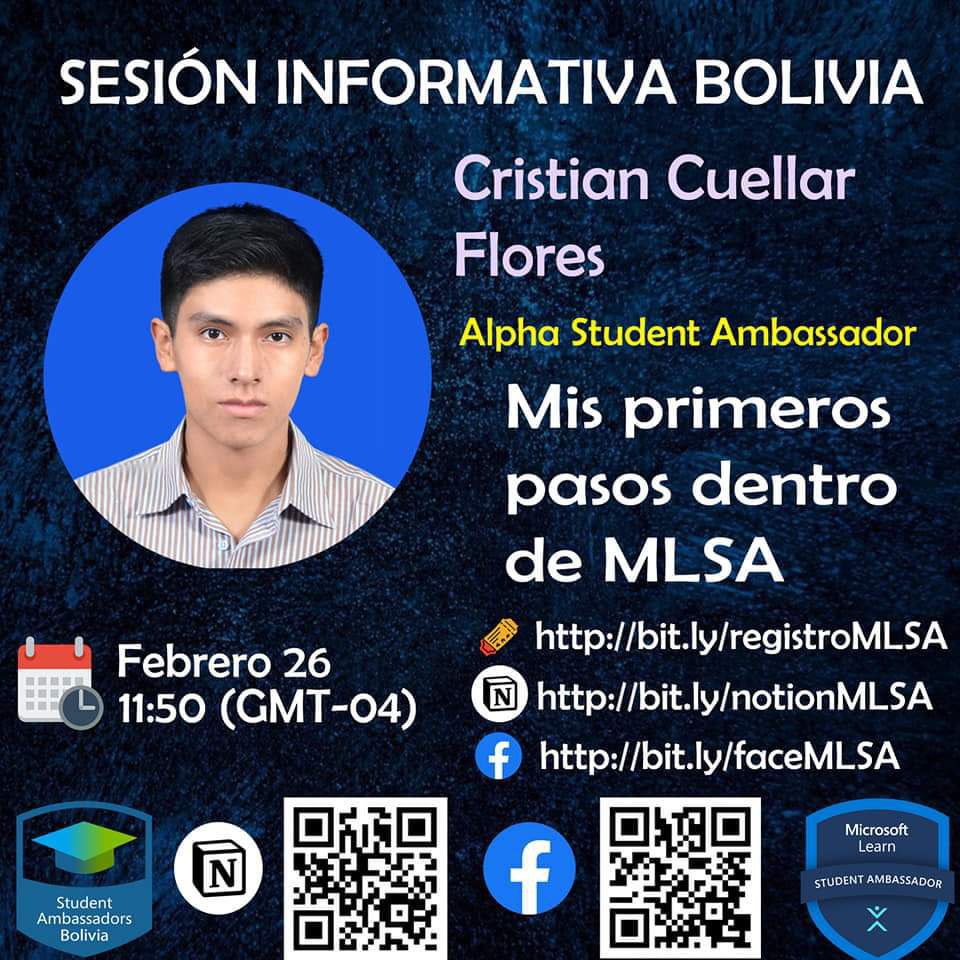 SESIÓN INFORMATIVA BOLIVIA
Cristian Cuellar
Flores
Alpha Student Ambassador
Mis primeros
pasos dentro
de MLSA
Febrero 26
11:50 (GMT-04)
http://bit.ly/registroMLSA
N http://bit.ly/notionMLSA
f http://bit.ly/faceMLSA
Student
Ambassadors
Bolivia
N
f
Microsoft
Learn
STUDENT AMBASSADOR